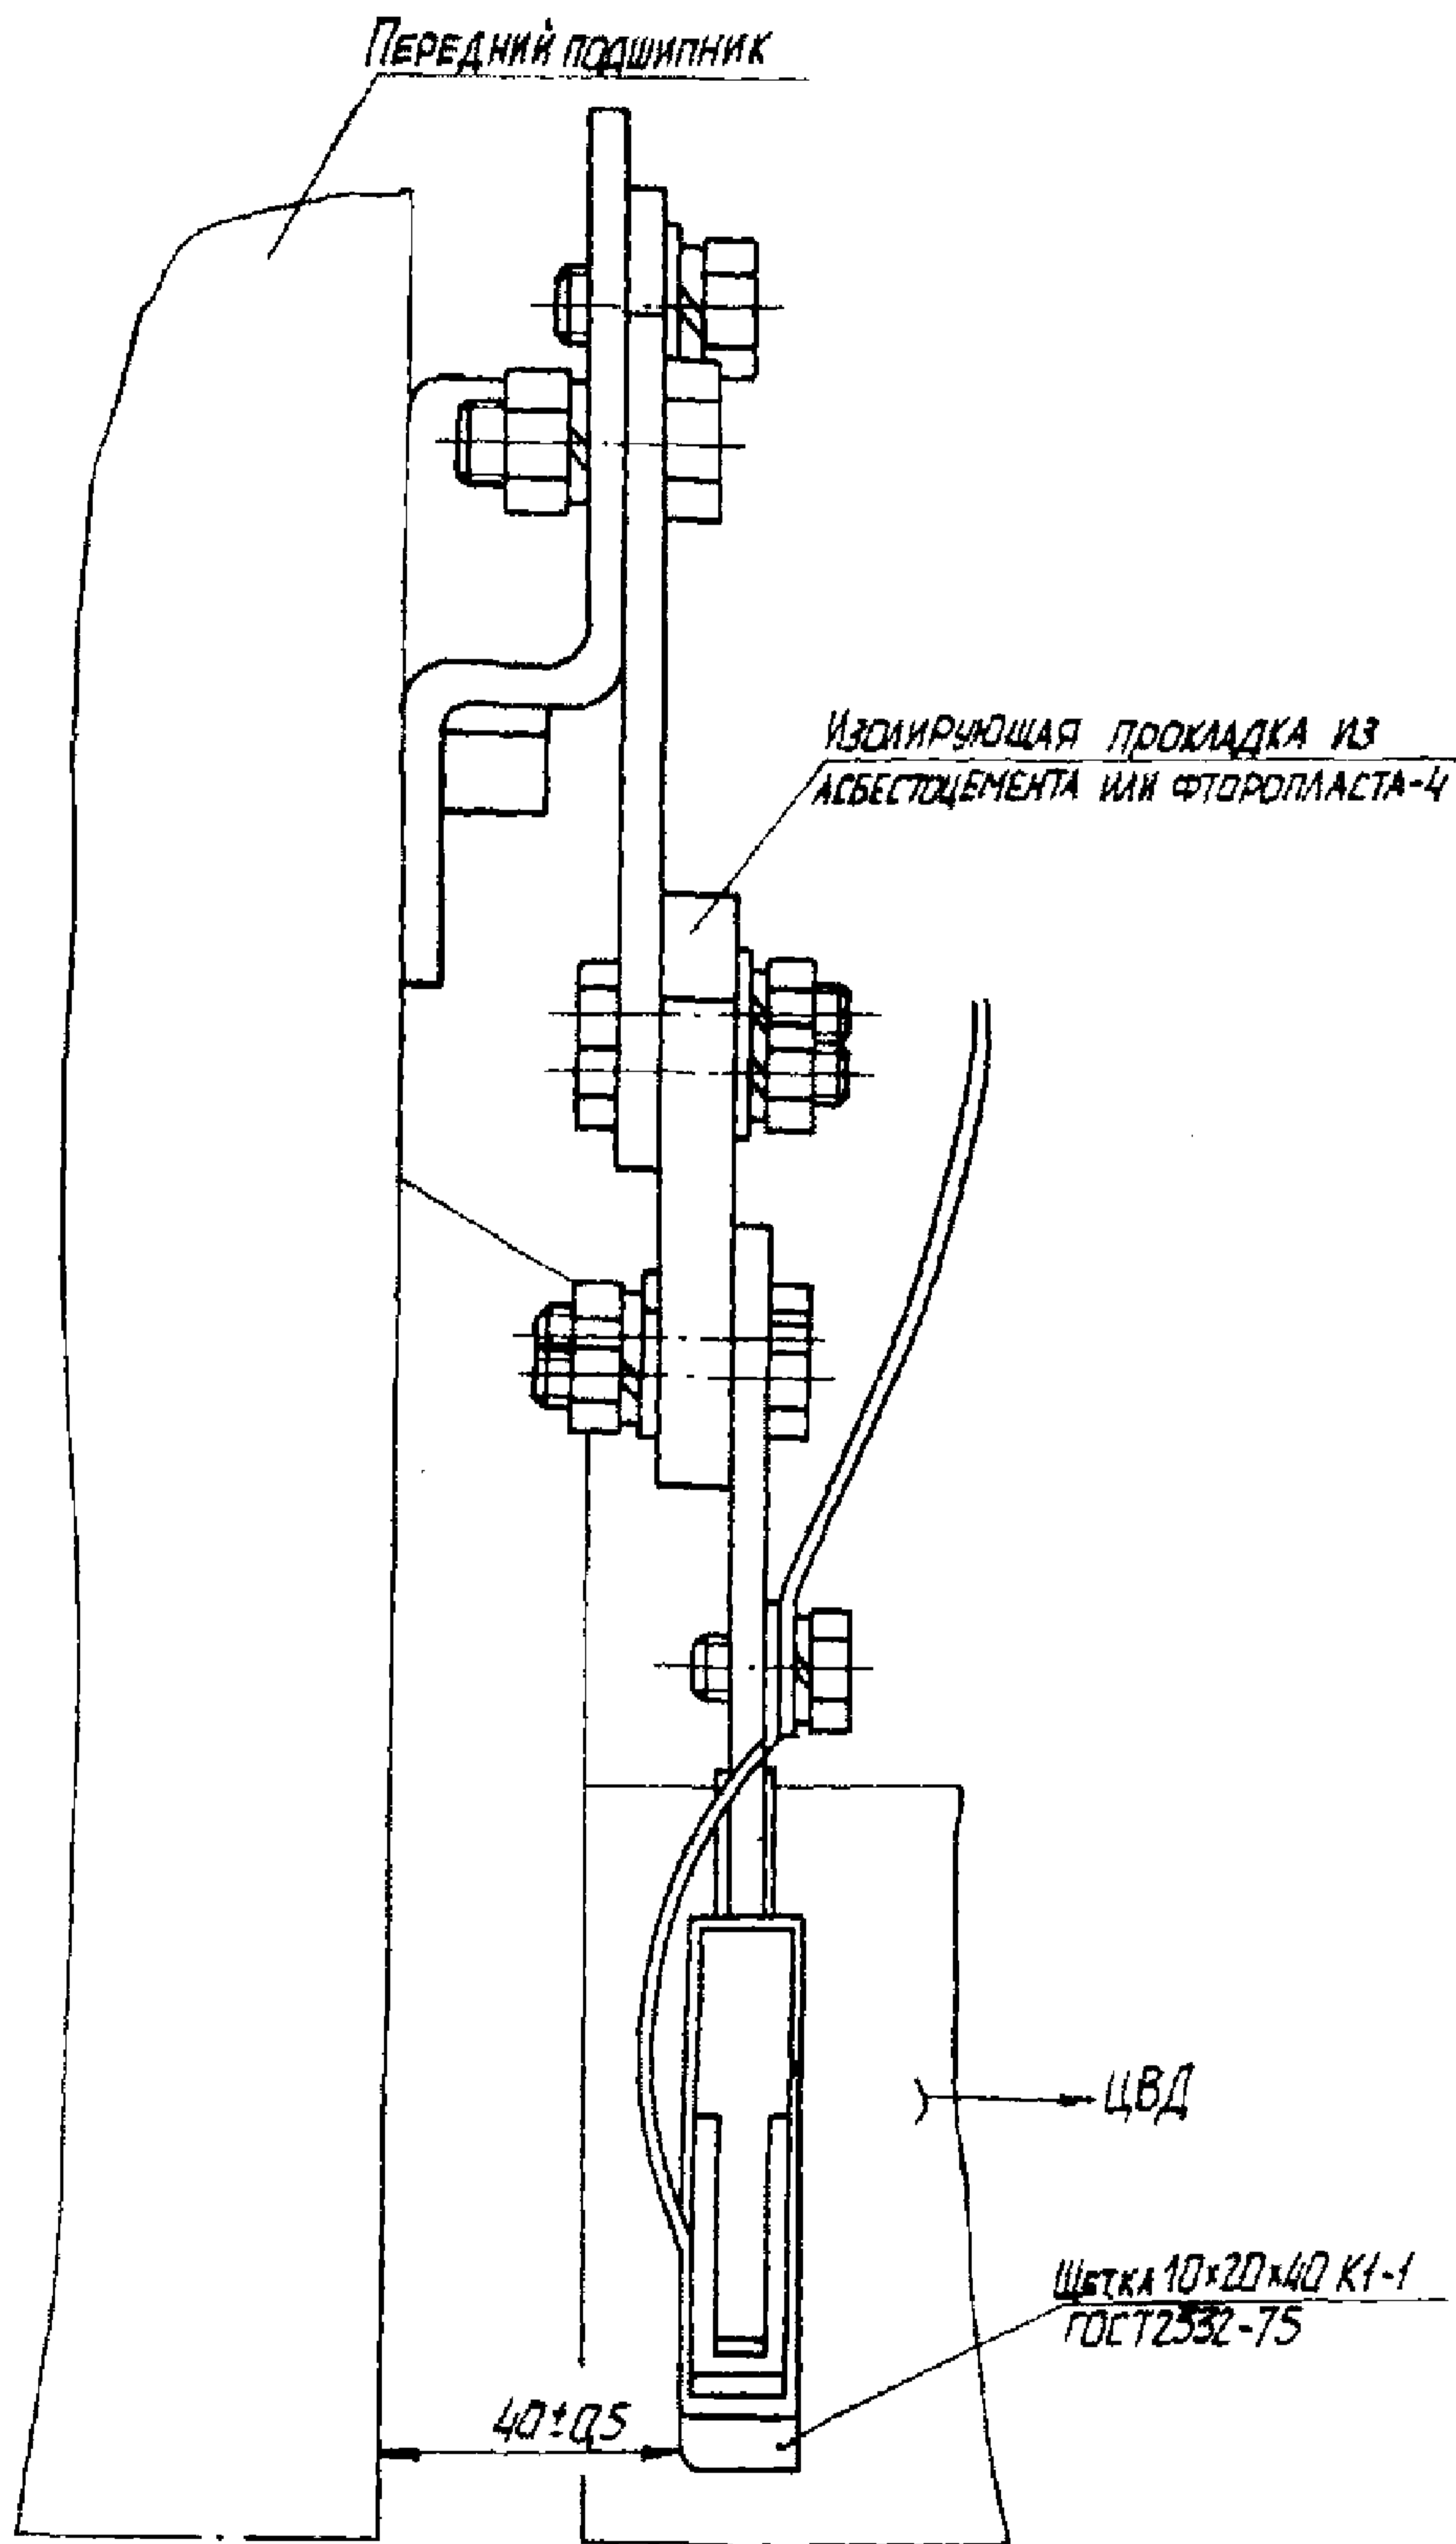 Передний подшипник
Изолирующая прокладка из
асбестоцемента или фторопласта-4
ЦВД
Щетка 10×20×40 К1-1
ГОСТ2332-75
40±0,5